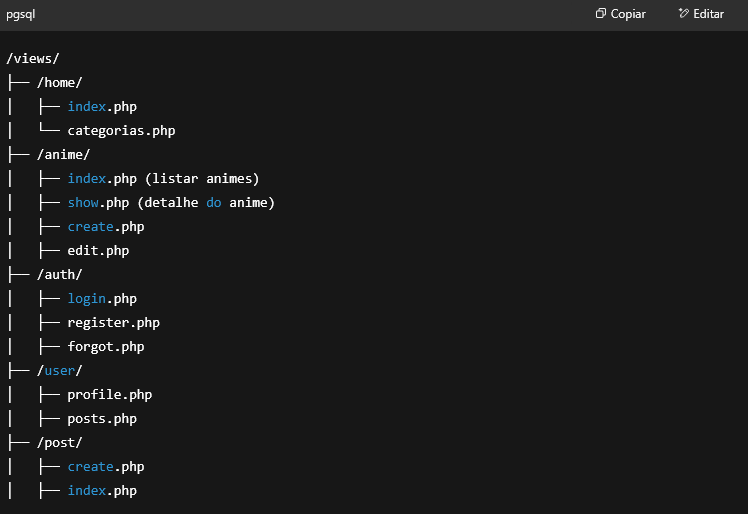 pgsql
Copiar
Editar
/views/
├── /home/
│   ├── index.php
│   └── categorias.php
├── /anime/
│   ├── index.php (listar animes)
│   ├── show.php (detalhe do anime)
│   ├── create.php
│   ├── edit.php
├── /auth/
│   ├── login.php
│   ├── register.php
│   ├── forgot.php
├── /user/
│   ├── profile.php
│   ├── posts.php
├── /post/
│   ├── create.php
│   ├── index.php